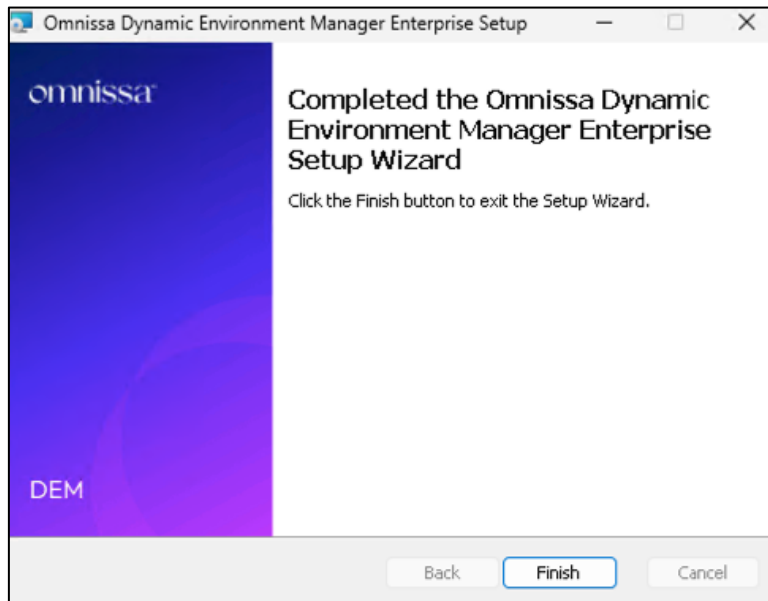 Omnissa Dynamic Environment Manager Enterprise Setup
omnissa
Completed the Omnissa Dynamic
Environment Manager Enterprise
Setup Wizard
Click the Finish button to exit the Setup Wizard.
DEM
Back
Finish
Cancel